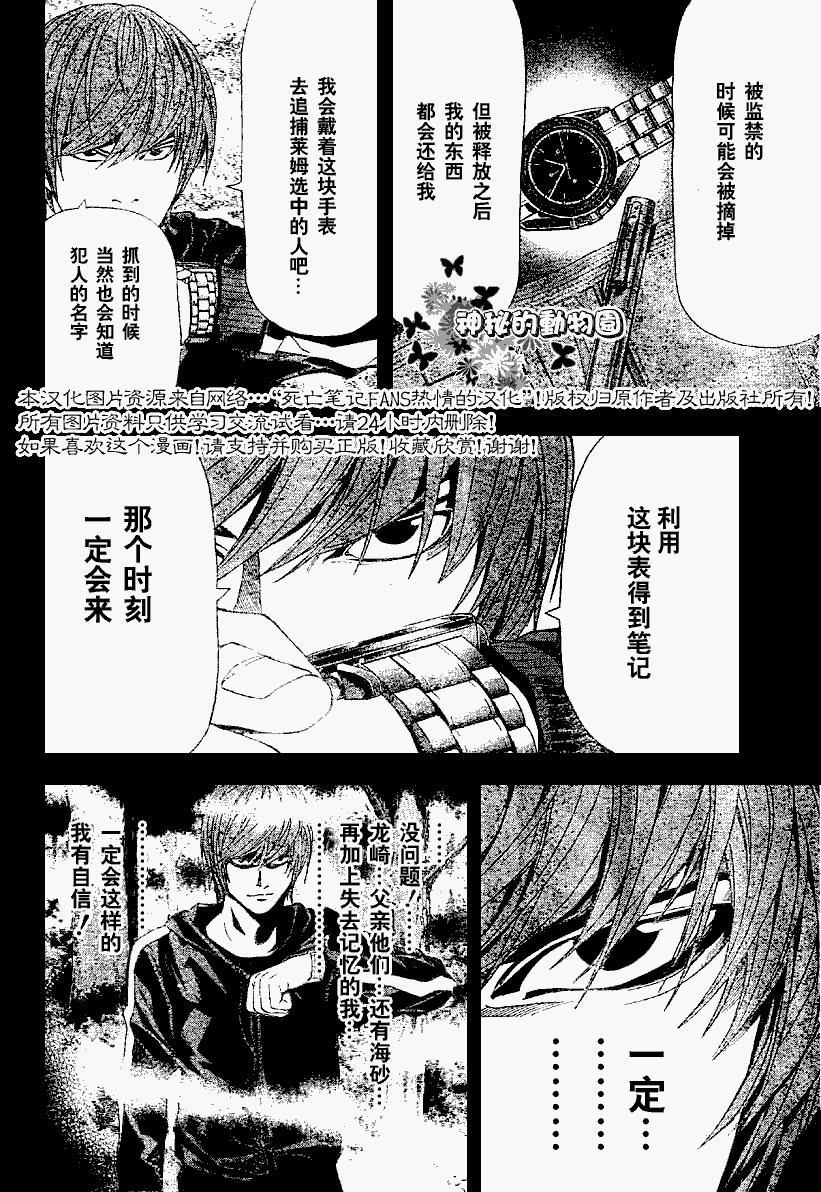 被监禁的
时候可能会被摘掉
但被释放之后
我的东西
都会还给我
我会戴着这块手表
去追捕莱姆选中的人吧…
抓到的时候
当然也会知道
犯人的名字
神秘的動物園
本汉化图片资源来自网络…“死亡笔记FANS热情的汉化”!版权归原作者及出版社所有!
所有图片资料只供学习交流试看…请24小时内删除!
如果喜欢这个漫画!请支持并购买正版!收藏欣赏!谢谢!
利用
这块表得到笔记
那个时刻
一定会来
一定…
……
……
……
没问题!……
龙崎…父亲他们…还有海砂…
再加上失去记忆的我…
……
……
一定会这样的
我有自信!